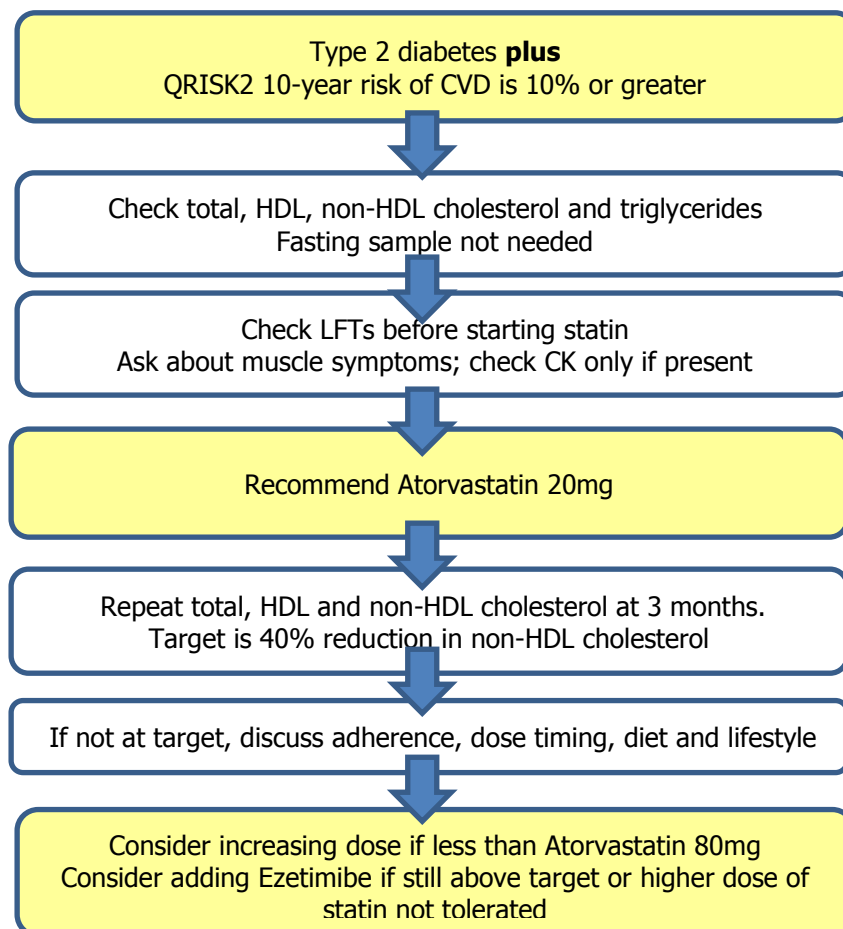 Type 2 diabetes plus
QRISK2 10-year risk of CVD is 10% or greater
Check total, HDL, non-HDL cholesterol and triglycerides
Fasting sample not needed
Check LFTs before starting statin
Ask about muscle symptoms; check CK only if present
Recommend Atorvastatin 20mg
Repeat total, HDL and non-HDL cholesterol at 3 months.
Target is 40% reduction in non-HDL cholesterol
If not at target, discuss adherence, dose timing, diet and lifestyle
Consider increasing dose if less than Atorvastatin 80mg
Consider adding Ezetimibe if still above target or higher dose of
statin not tolerated